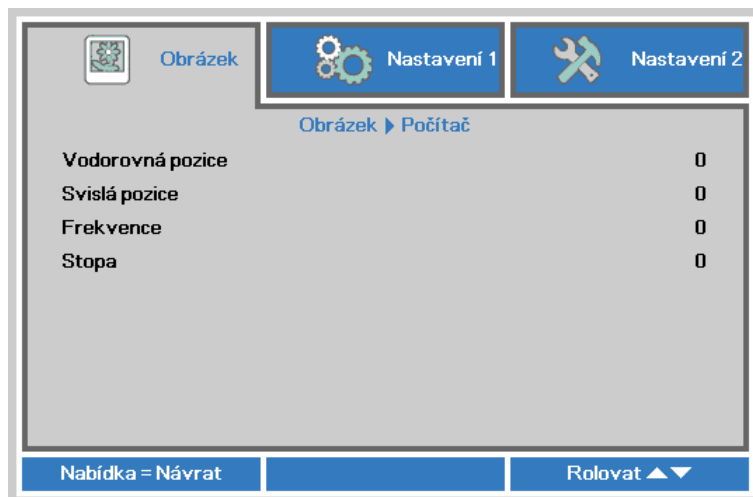 Obrázek Nastavení 1 Nastavení 2
Obrázek Počítač
Vodorovná pozice 0
Svislá pozice 0
Frekvence 0
Stopa 0
Nabídka = Návrat Rolovat